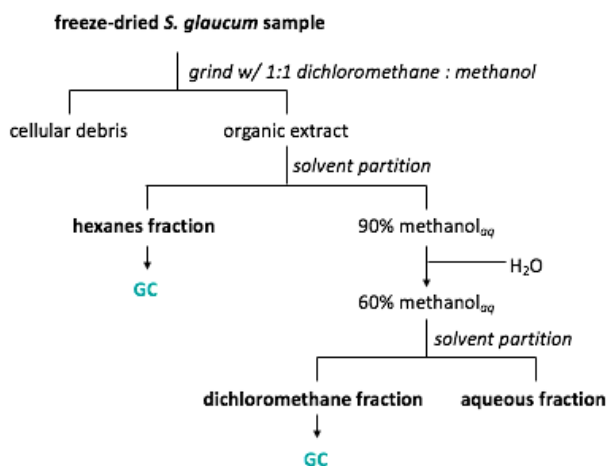 freeze-dried S. glaucum sample
grind w/ 1:1 dichloromethane : methanol
cellular debris
organic extract
solvent partition
hexanes fraction
90% methanolaq
GC
H2O
60% methanolaq
solvent partition
dichloromethane fraction
aqueous fraction
GC